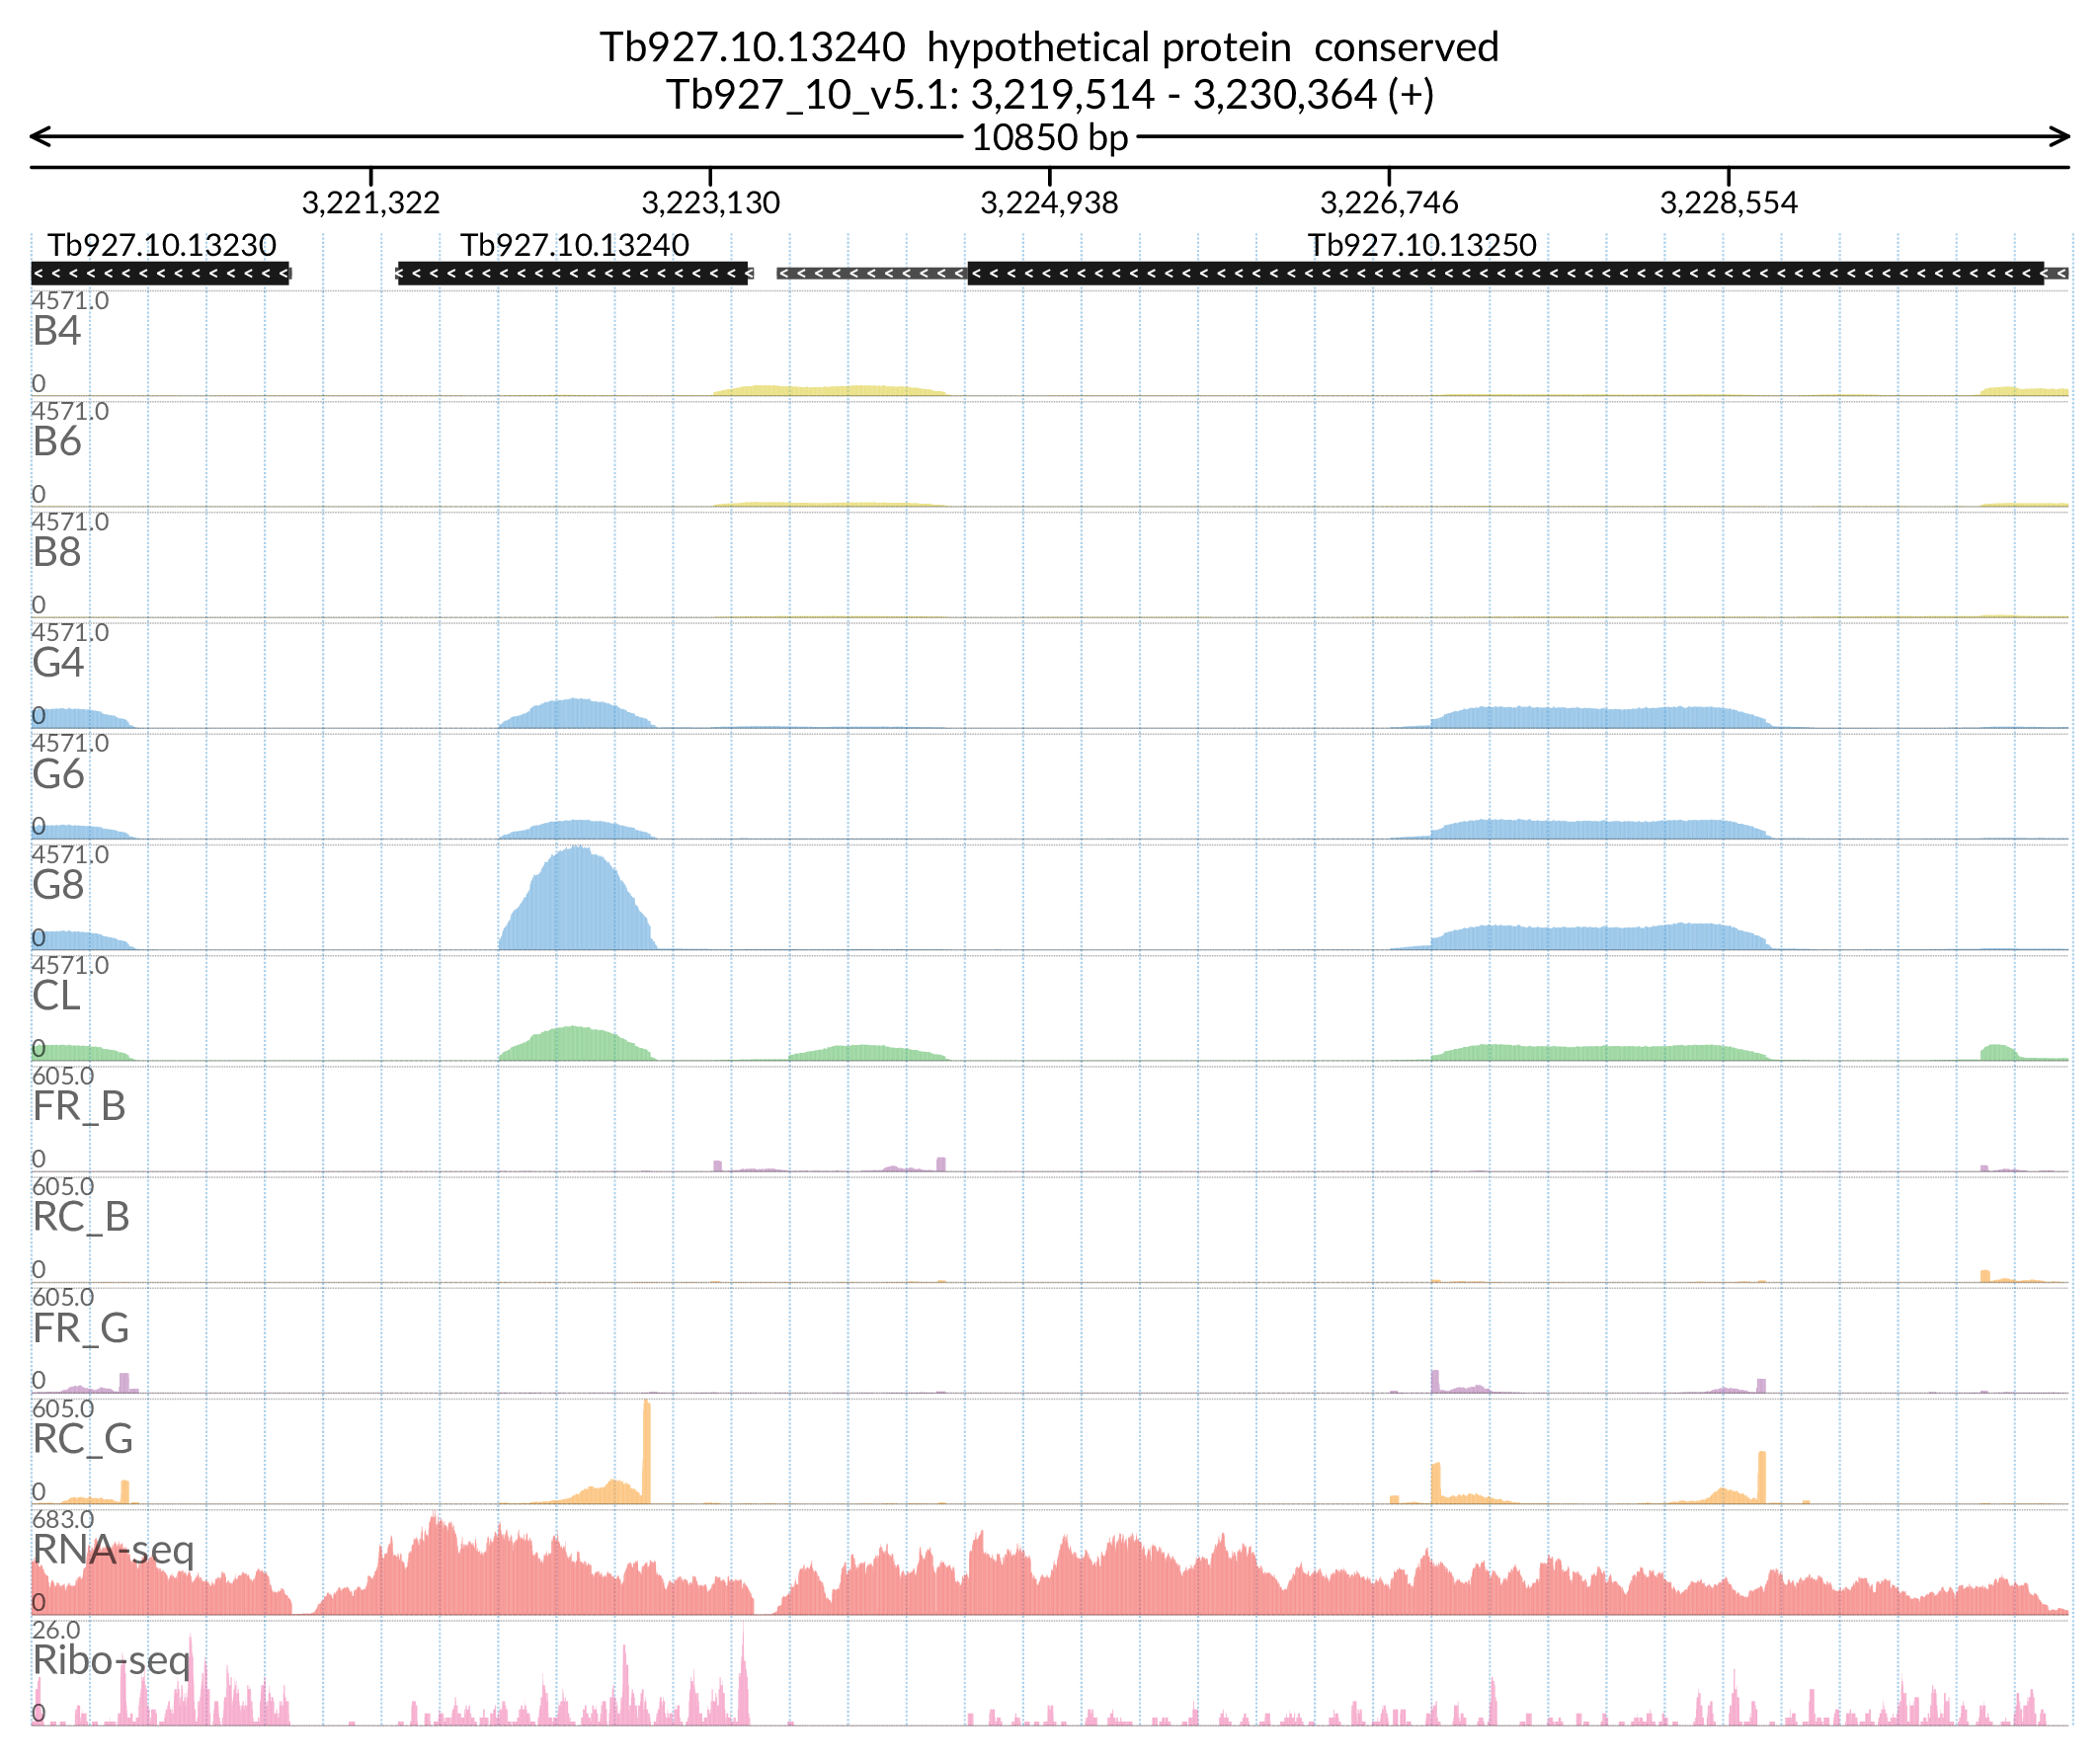 Tb927.10.13240  hypothetical protein  conserved
Tb927_10_v5.1: 3,219,514 - 3,230,364 (+)
10850 bp
3,221,322 3,223,130 3,224,938 3,226,746 3,228,554
Tb927.10.13230 Tb927.10.13240 Tb927.10.13250
4571.0
B4
0
4571.0
B6
0
4571.0
B8
0
4571.0
G4
0
4571.0
G6
0
4571.0
G8
0
4571.0
CL
0
605.0
FR_B
0
605.0
RC_B
0
605.0
FR_G
0
605.0
RC_G
0
683.0
RNA-seq
0
26.0
Ribo-seq
0